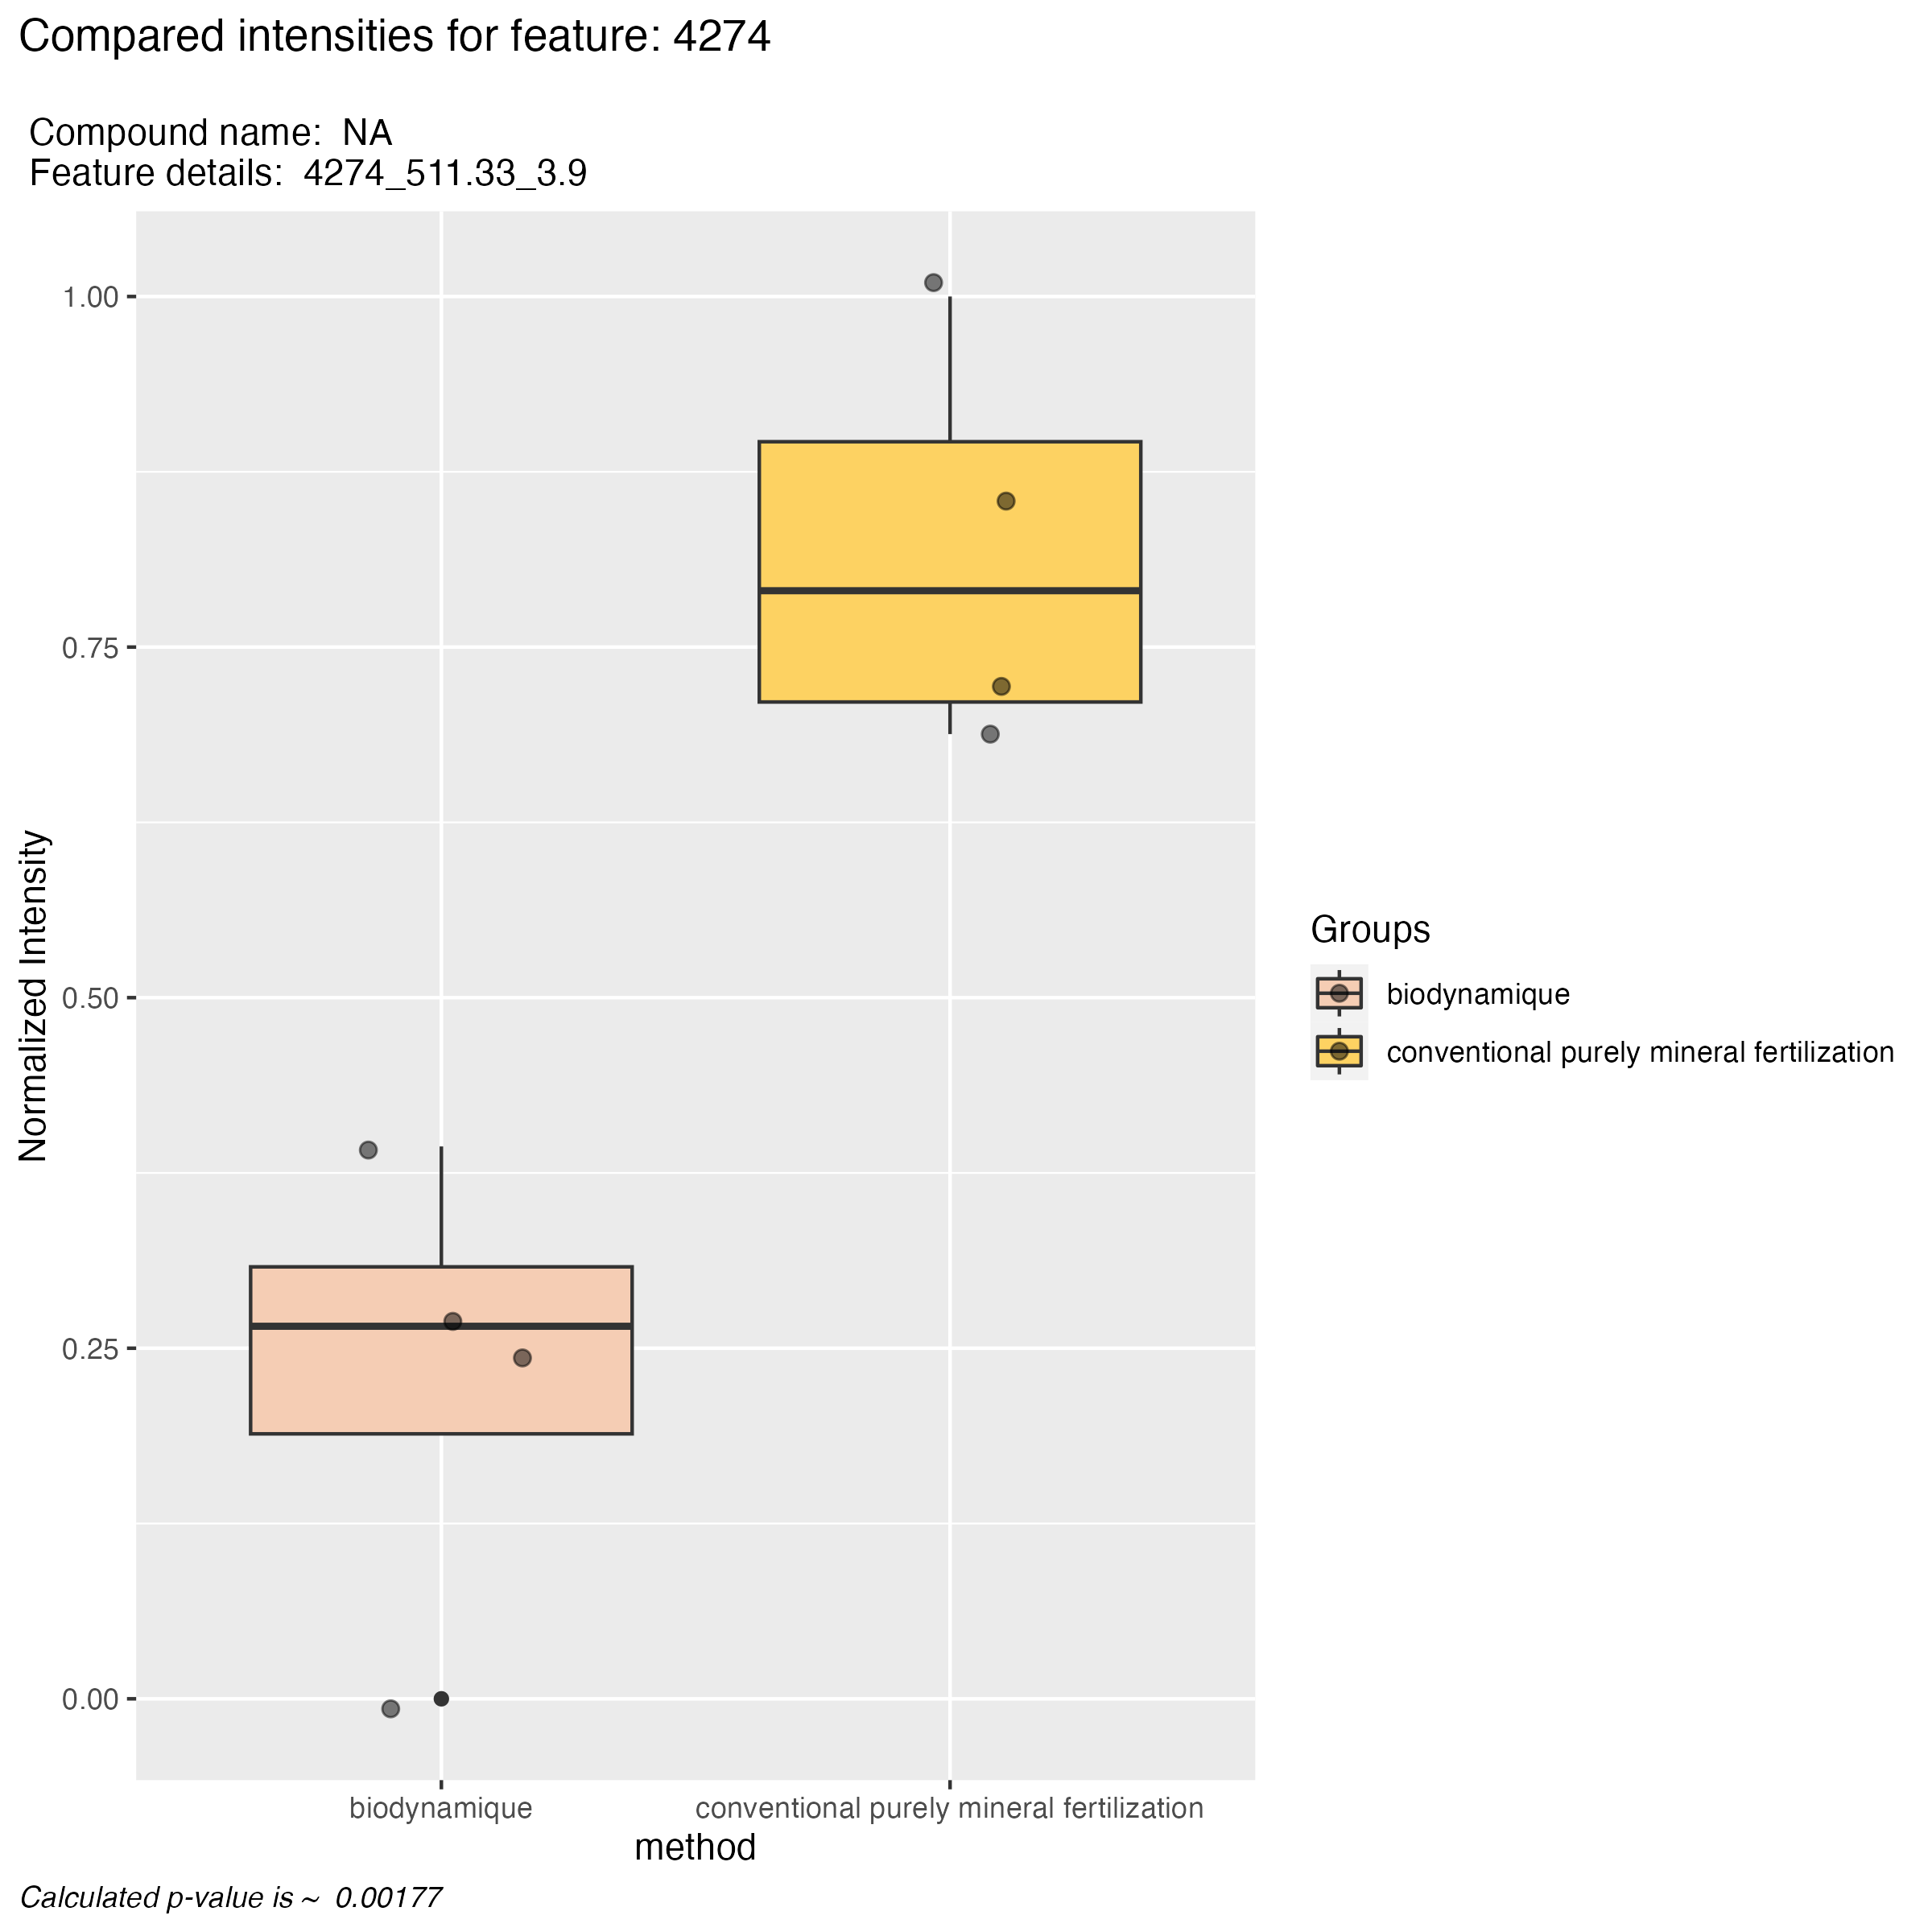 Compared intensities for feature: 4274
Compound name:  NA
Feature details:  4274_511.33_3.9
1.00
0.75
0.50
0.25
0.00
Normalized Intensity
biodynamique
conventional purely mineral fertilization
method
Groups
biodynamique
conventional purely mineral fertilization
Calculated p-value is ~  0.00177